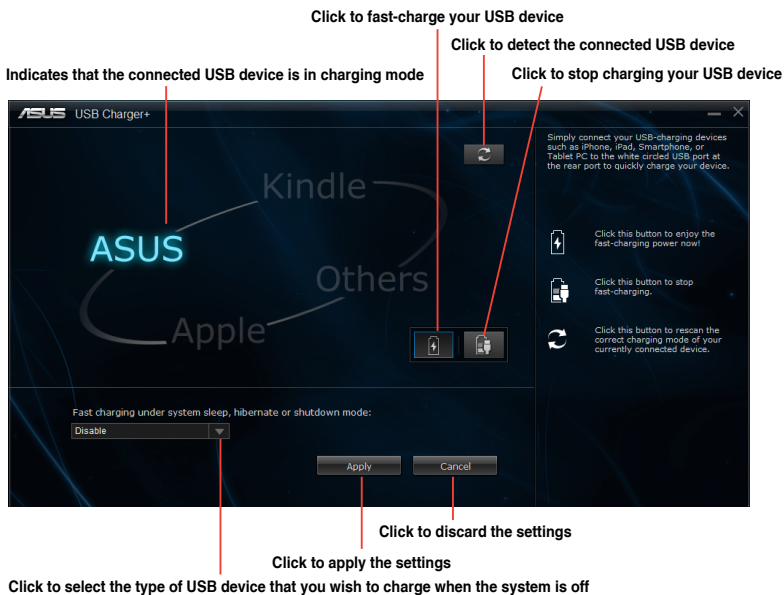 Click to fast-charge your USB device
Click to detect the connected USB device
Indicates that the connected USB device is in charging mode
Click to stop charging your USB device
ASUS USB Charger+
Simply connect your USB-charging devices
such as iPhone, iPad, Smartphone, or
Tablet PC to the white circled USB port at
the rear port to quickly charge your device.
Kindle
ASUS
Others
Apple
Click this button to enjoy the
fast-charging power now!
Click this button to stop
fast-charging.
Click this button to rescan the
correct charging mode of your
currently connected device.
Fast charging under system sleep, hibernate or shutdown mode:
Disable
Apply
Cancel
Click to discard the settings
Click to apply the settings
Click to select the type of USB device that you wish to charge when the system is off